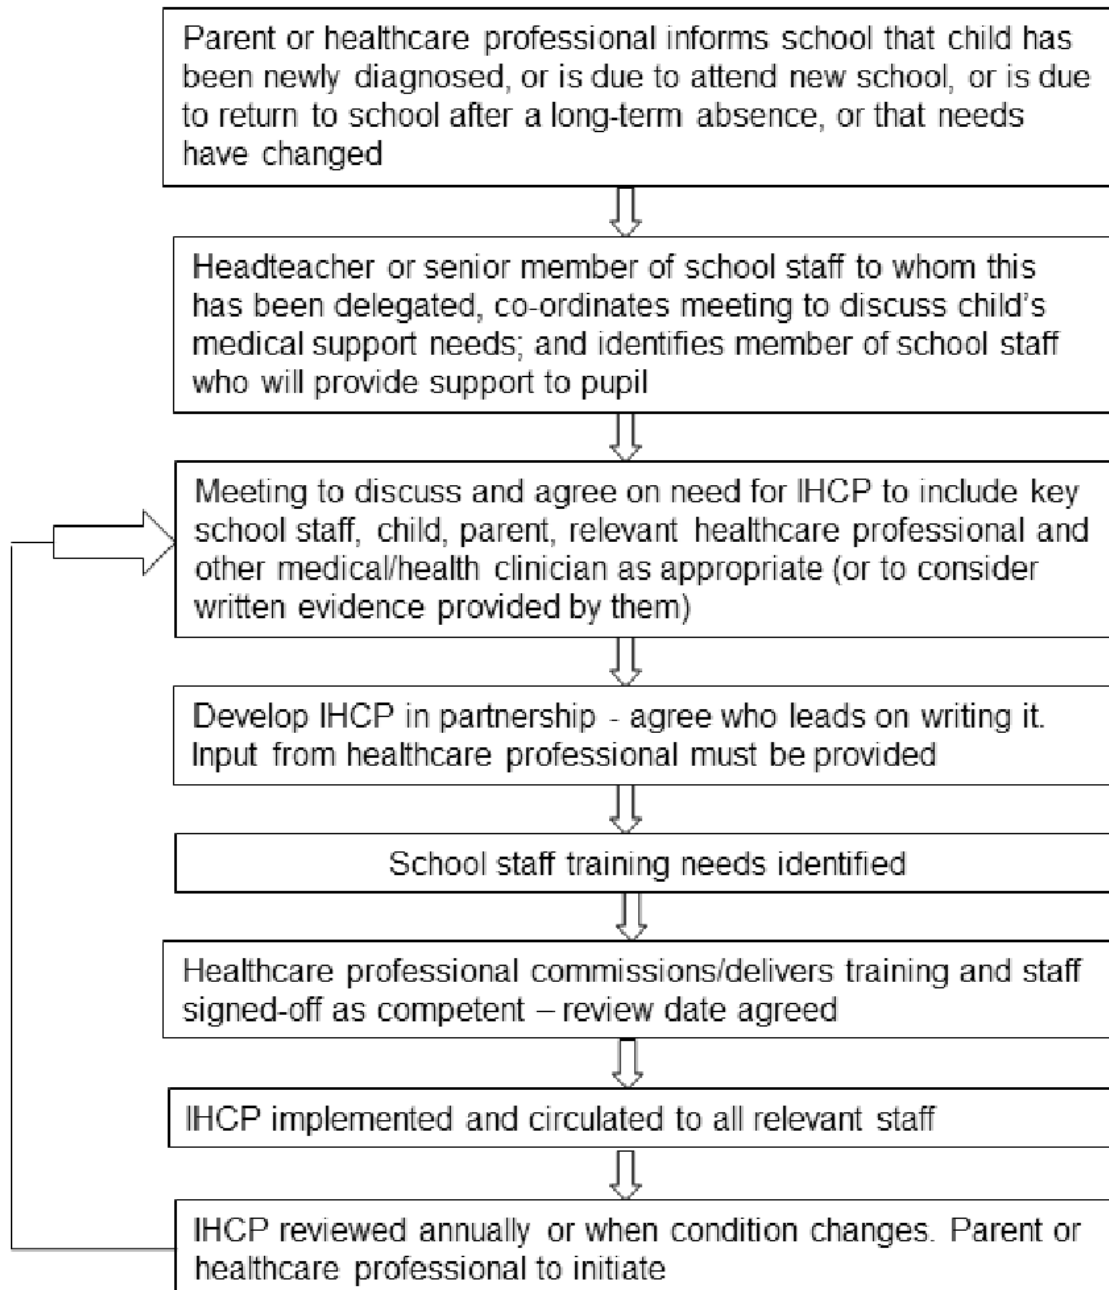 Parent or healthcare professional informs school that child has
been newly diagnosed, or is due to attend new school, or is due
to return to school after a long-term absence, or that needs
have changed
Headteacher or senior member of school staff to whom this
has been delegated, co-ordinates meeting to discuss child's
medical support needs; and identifies member of school staff
who will provide support to pupil
Meeting to discuss and agree on need for IHCP to include key
school staff, child, parent, relevant healthcare professional and
other medical/health clinician as appropriate (or to consider
written evidence provided by them)
Develop IHCP in partnership - agree who leads on writing it.
Input from healthcare professional must be provided
School staff training needs identified
Healthcare professional commissions/delivers training and staff
signed-off as competent – review date agreed
IHCP implemented and circulated to all relevant staff
IHCP reviewed annually or when condition changes. Parent or
healthcare professional to initiate